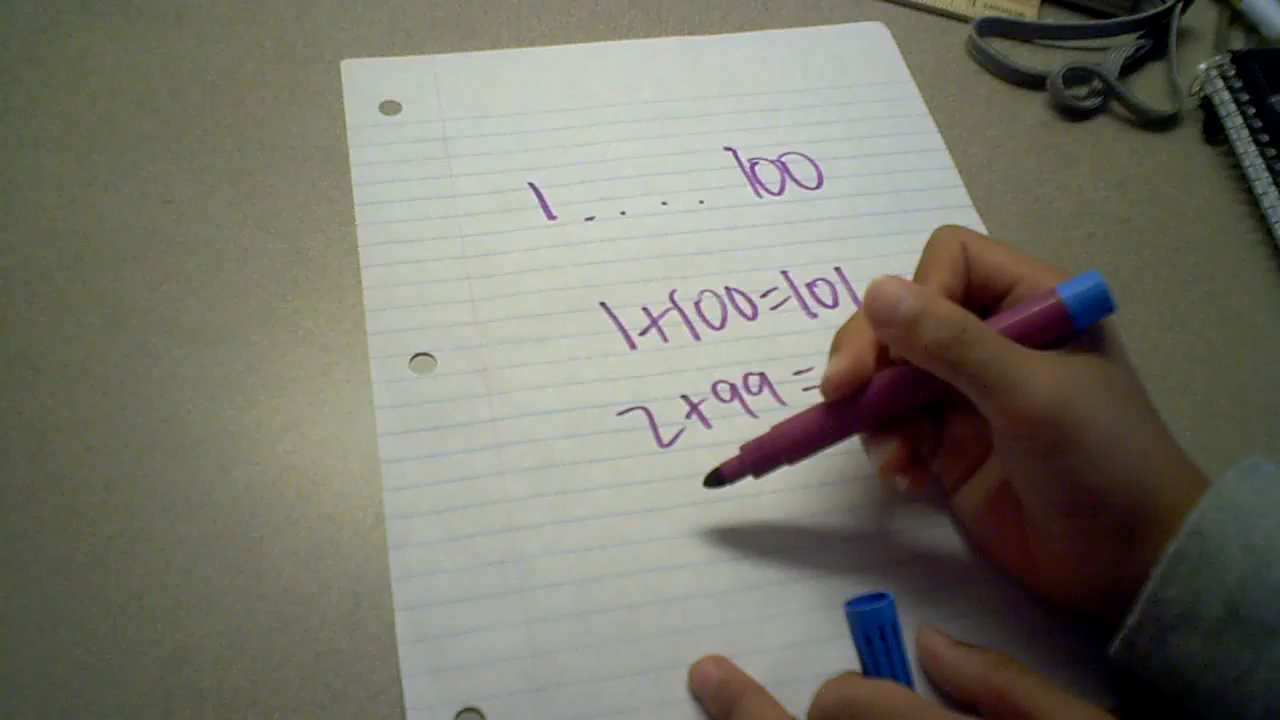 1 . . . . . 100
1+100=101
2+99=